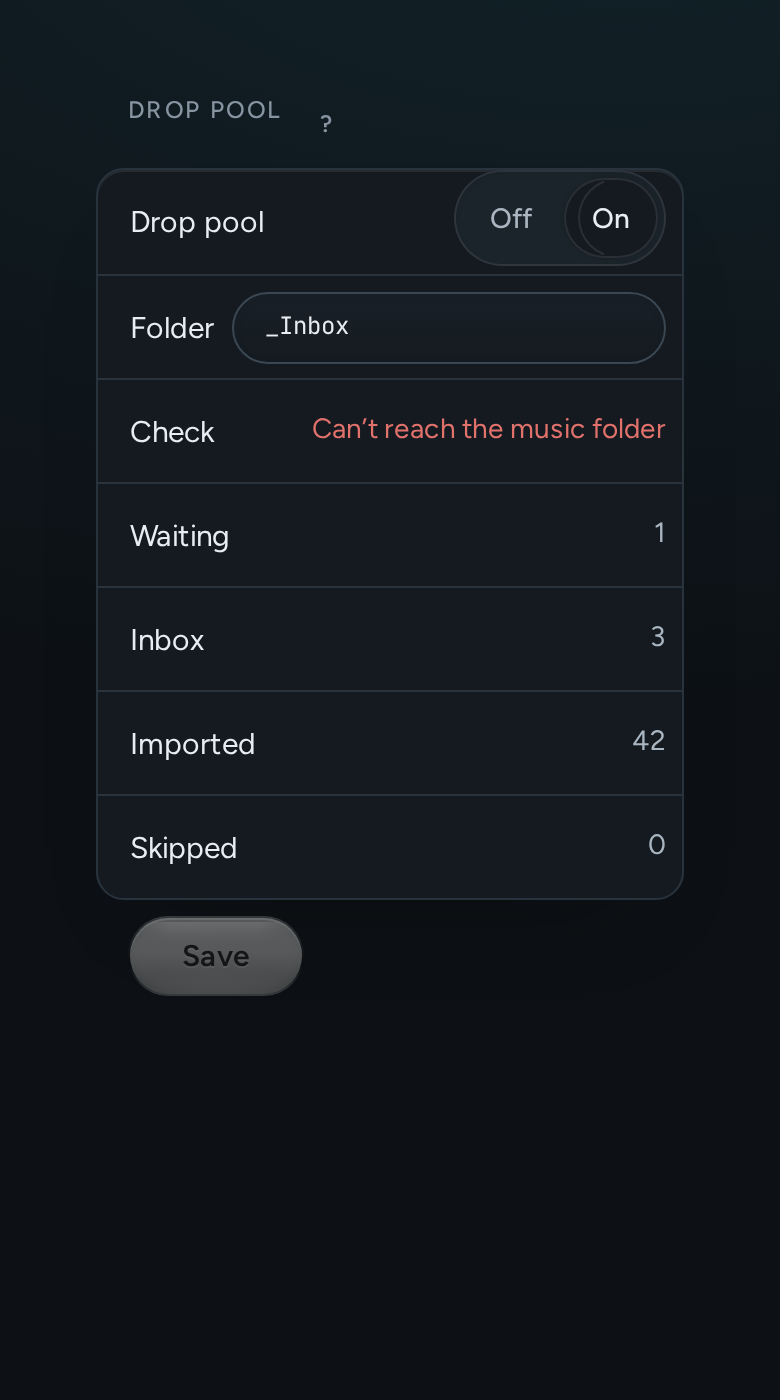 DROP POOL ?
Drop pool Off On
Folder _Inbox
Check Can’t reach the music folder
Waiting 1
Inbox 3
Imported 42
Skipped 0
Save